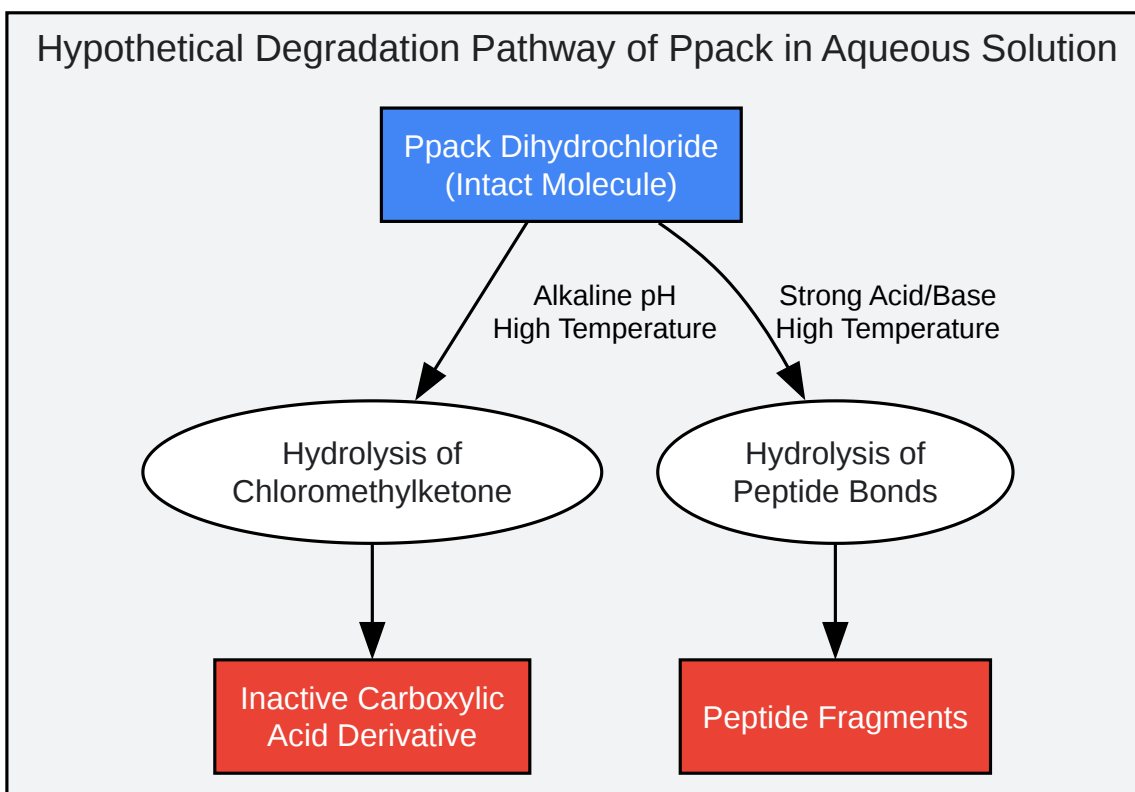 Hypothetical Degradation Pathway of Ppack in Aqueous Solution
Ppack Dihydrochloride
(Intact Molecule)
Alkaline pH
High Temperature
Strong Acid/Base
High Temperature
Hydrolysis of
Chloromethylketone
Hydrolysis of
Peptide Bonds
Inactive Carboxylic
Acid Derivative
Peptide Fragments